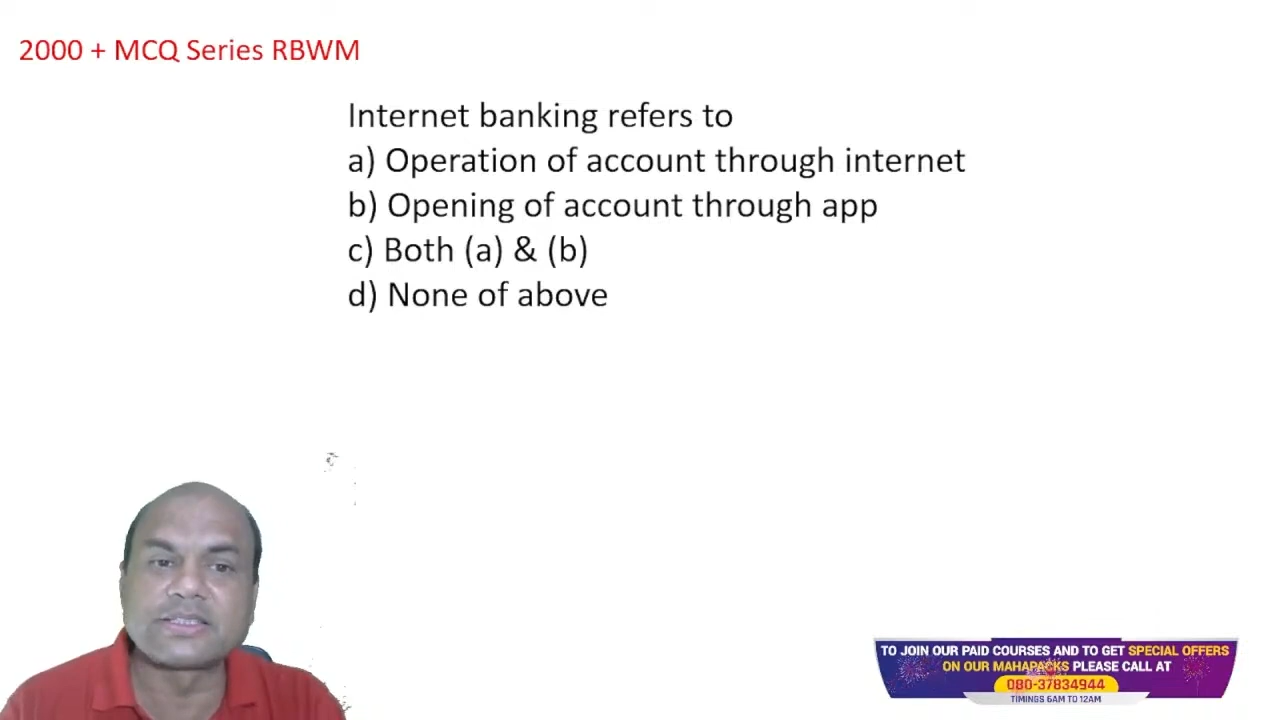 2000 + MCQ Series RBWM
Internet banking refers to
a) Operation of account through internet
b) Opening of account through app
c) Both (a) & (b)
d) None of above
TO JOIN OUR PAID COURSES AND TO GET SPECIAL OFFERS
ON OUR MAHAPACKS PLEASE CALL AT
080-37834944
TIMINGS 6AM TO 12AM